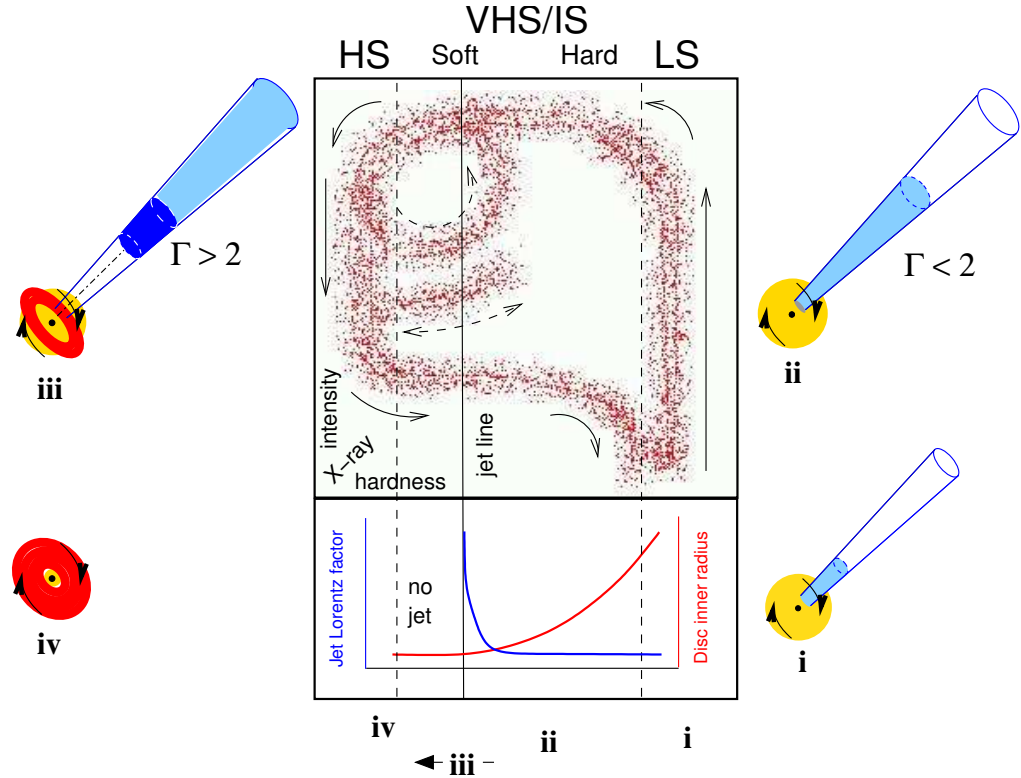 VHS/IS
HS Soft Hard LS
Γ > 2
Γ < 2
iii
ii
X-ray intensity
hardness
jet line
Jet Lorentz factor
no
jet
Disc inner radius
iv
i
iv ii i
iii